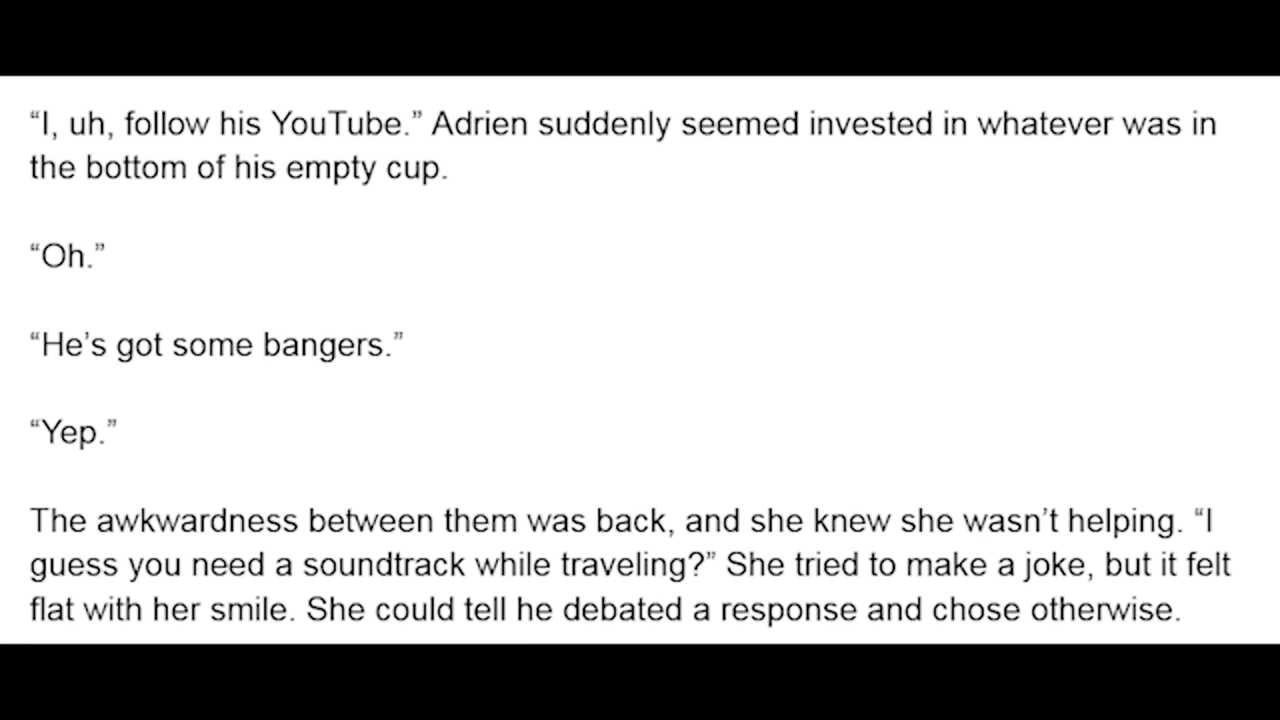 “I, uh, follow his YouTube.” Adrien suddenly seemed invested in whatever was in
the bottom of his empty cup.
“Oh.”
“He’s got some bangers.”
“Yep.”
The awkwardness between them was back, and she knew she wasn’t helping. “I
guess you need a soundtrack while traveling?” She tried to make a joke, but it felt
flat with her smile. She could tell he debated a response and chose otherwise.